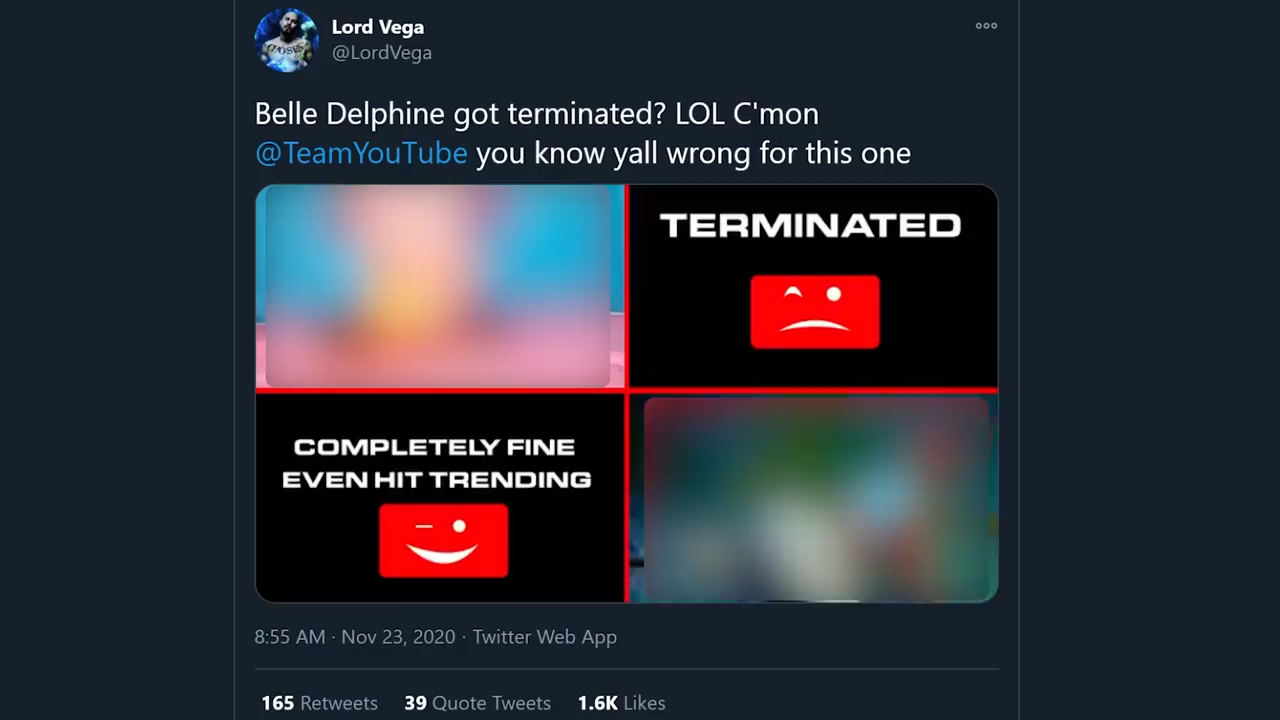 Lord Vega
@LordVega
Belle Delphine got terminated? LOL C'mon
@TeamYouTube you know yall wrong for this one
TERMINATED
COMPLETELY FINE
EVEN HIT TRENDING
8:55 AM · Nov 23, 2020 · Twitter Web App
165 Retweets 39 Quote Tweets 1.6K Likes